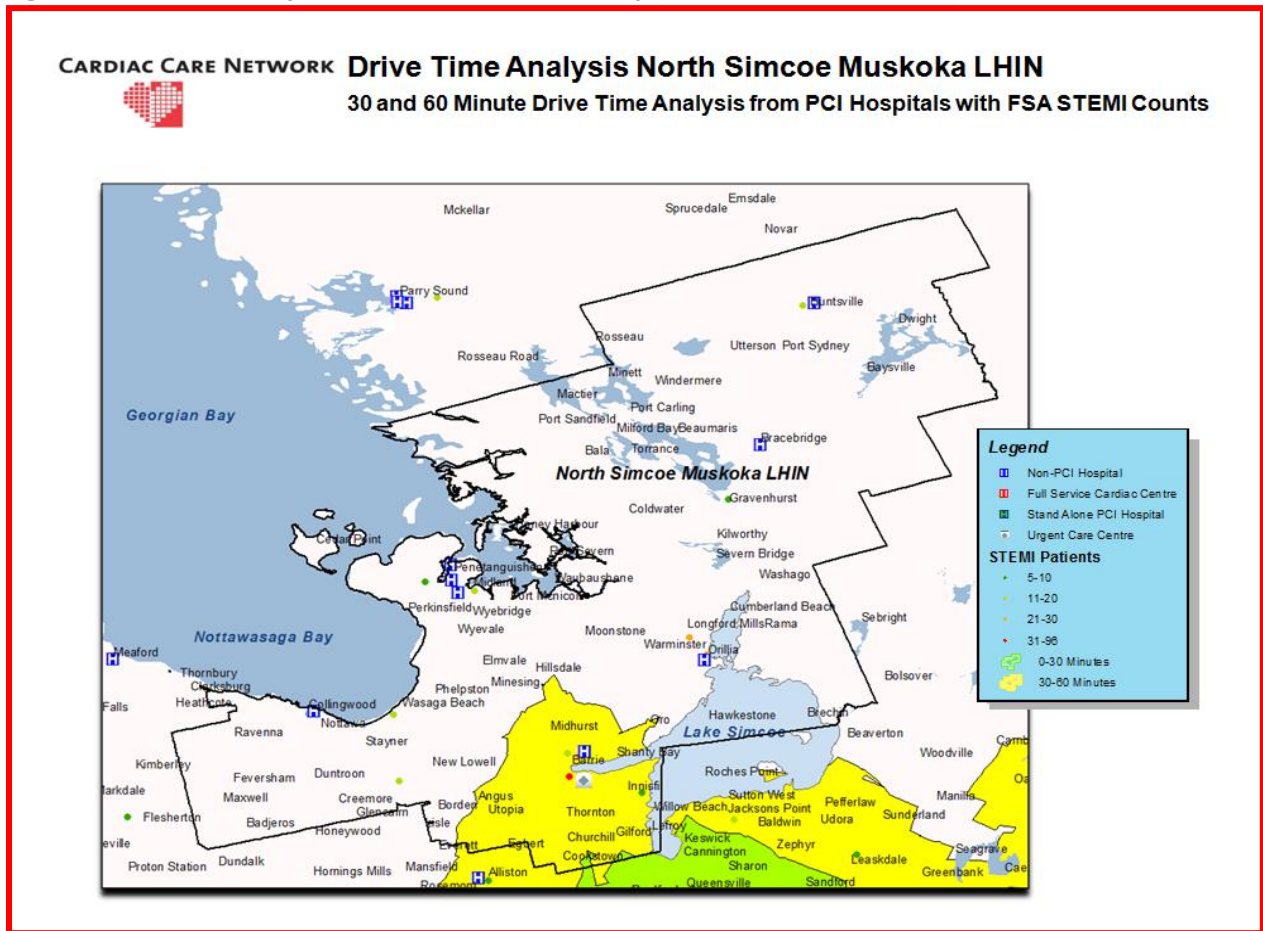 CARDIAC CARE NETWORK
Drive Time Analysis North Simcoe Muskoka LHIN
30 and 60 Minute Drive Time Analysis from PCI Hospitals with FSA STEMI Counts
Emsdale
Mckellar
Sprucedale
Novar
Parry Sound
Huntsville
Dwight
Rosseau
Utterson Port Sydney
Rosseau Road
Baysville
Minett
Windermere
Mactier
Port Carling
Georgian Bay
Port Sandfield
Milford Bay Beaumaris
Bracebridge
Bala
Torrance
North Simcoe Muskoka LHIN
Gravenhurst
Coldwater
Cedar Point
Kilworthy
Severn Bridge
Penetanguishene
Waubaushene
Washago
Midland
Perkinsfield
Wyebridge
Cumberland Beach
Wyevale
Moonstone
Longford Mills Rama
Sebright
Nottawasaga Bay
Warminster
Orillia
Meaford
Elmvale
Hillsdale
Thornbury
Clarksburg
Phelpston
Minesing
Bolsover
Heathcote
Collingwood
Wasaga Beach
Falls
Nottawa
Midhurst
Oro
Hawkestone
Brechin
Ravenna
Stayner
Lake Simcoe
Beaverton
Barrie
Shanty Bay
Woodville
Kimberley
New Lowell
Feversham
Duntroon
Roches Point
Innisfil
Maxwell
Creemore
Borden
Angus
Utopia
Sutton West
Manilla
Flesherton
Glencairn
Thornton
Willow Beach
Jacksons Point
Pefferlaw
Badjeros
Honeywood
Baldwin
Udora
Sunderland
Everett
Egbert
Churchill
Gilford
Lefroy
Keswick
Zephyr
Cookstown
Cannington
Seagrave
Proton Station
Dundalk
Hornings Mills
Mansfield
Alliston
Sharon
Leaskdale
Greenbank
Rosemont
Queensville
Sandford
Legend
Non-PCI Hospital
Full Service Cardiac Centre
Stand Alone PCI Hospital
Urgent Care Centre
STEMI Patients
5-10
11-20
21-30
31-96
0-30 Minutes
30-60 Minutes